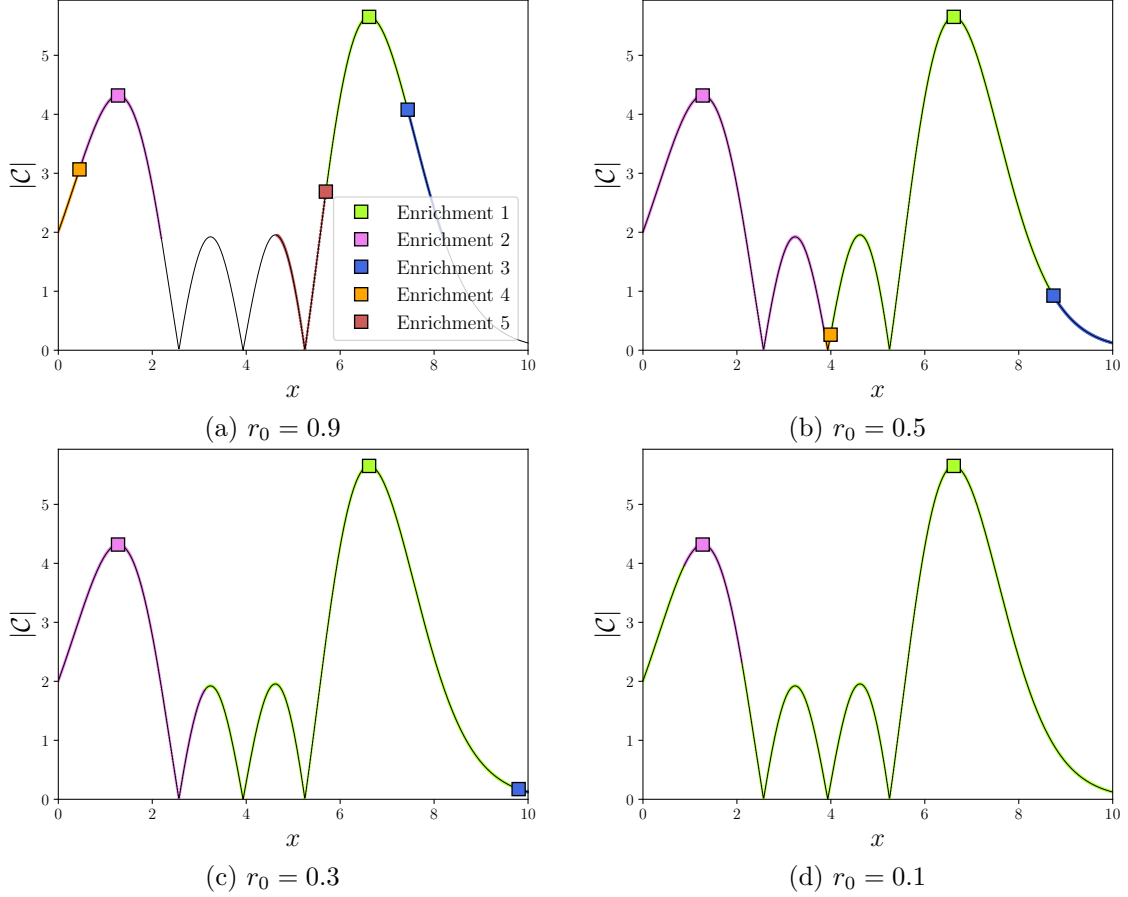 5
4
3
2
1
0
|C|
0 2 4 6 8 10
x
Enrichment 1
Enrichment 2
Enrichment 3
Enrichment 4
Enrichment 5
(a) r₀ = 0.9
5
4
3
2
1
0
|C|
0 2 4 6 8 10
x
(b) r₀ = 0.5
5
4
3
2
1
0
|C|
0 2 4 6 8 10
x
(c) r₀ = 0.3
5
4
3
2
1
0
|C|
0 2 4 6 8 10
x
(d) r₀ = 0.1